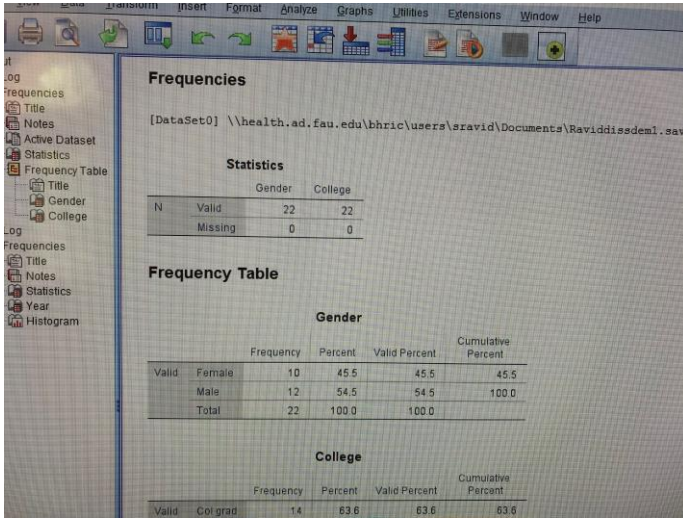 Insert Format Analyze Graphs Utilities Extensions Window Help
Log
Frequencies
Title
Notes
Active Dataset
Statistics
Frequency Table
Title
Gender
College
Log
Frequencies
Title
Notes
Statistics
Year
Histogram
Frequencies
[DataSet0] \\health.ad.fau.edu\bhric\users\sravid\Documents\Raviddissdem1.sav
Statistics
Gender College
N Valid 22 22
Missing 0 0
Frequency Table
Gender
Frequency Percent Valid Percent Cumulative Percent
Valid Female 10 45.5 45.5 45.5
Male 12 54.5 54.5 100.0
Total 22 100.0 100.0
College
Frequency Percent Valid Percent Cumulative Percent
Valid Col grad 14 63.6 63.6 63.6